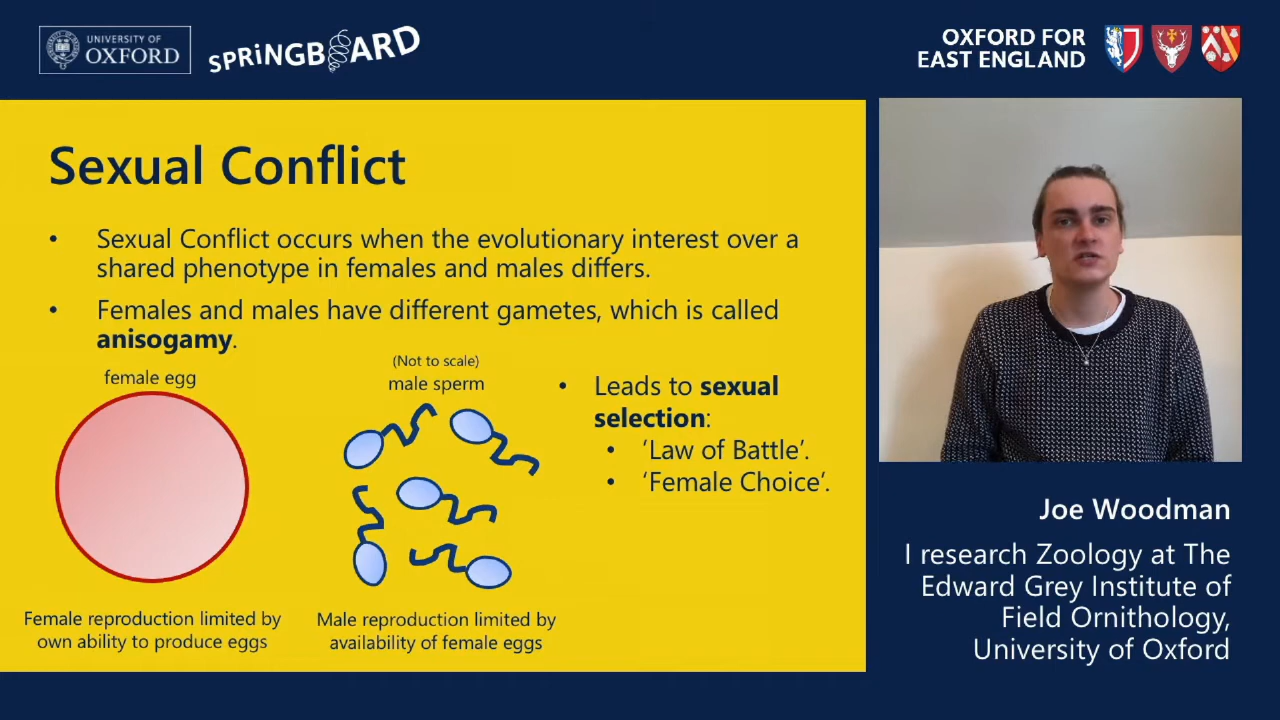 UNIVERSITY OF
OXFORD
SPRiNGBOARD
OXFORD FOR
EAST ENGLAND
Sexual Conflict
• Sexual Conflict occurs when the evolutionary interest over a
shared phenotype in females and males differs.
• Females and males have different gametes, which is called
anisogamy.
female egg
(Not to scale)
male sperm
• Leads to sexual
selection:
• ‘Law of Battle’.
• ‘Female Choice’.
Female reproduction limited by
own ability to produce eggs
Male reproduction limited by
availability of female eggs
Joe Woodman
I research Zoology at The
Edward Grey Institute of
Field Ornithology,
University of Oxford